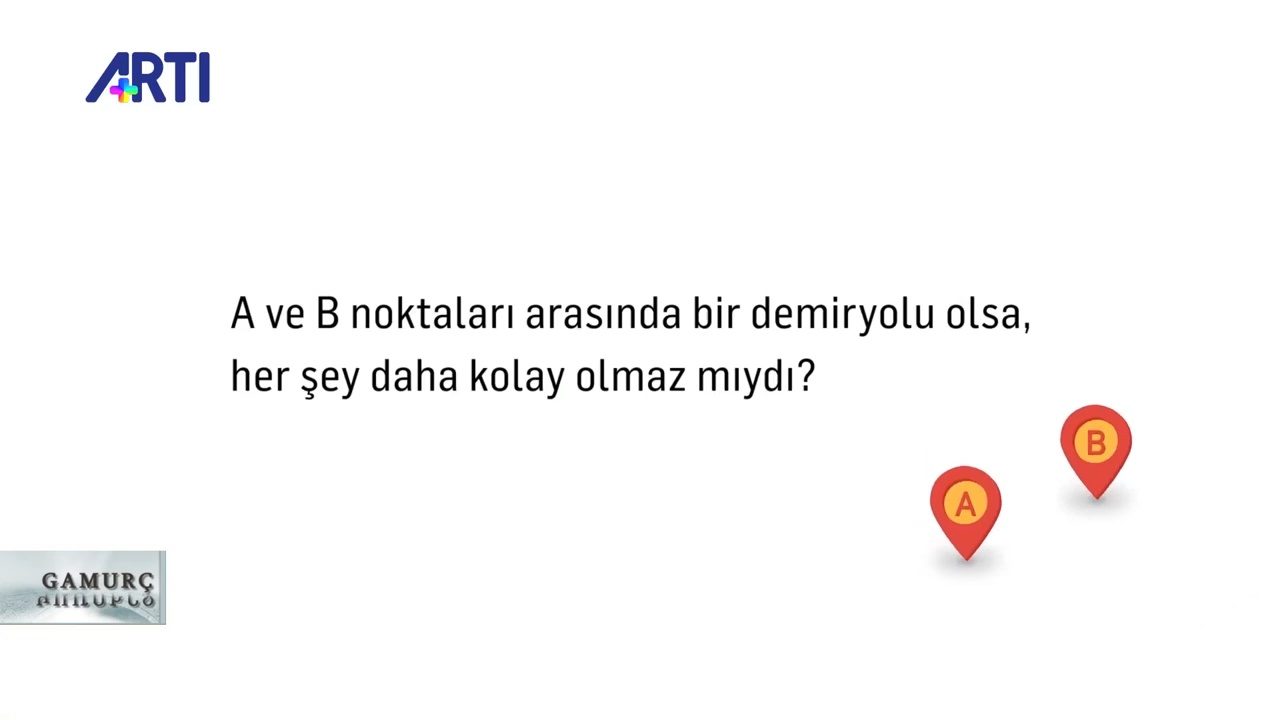 ARTI
A ve B noktaları arasında bir demiryolu olsa,
her şey daha kolay olmaz mıydı?
B
A
GAMURÇ